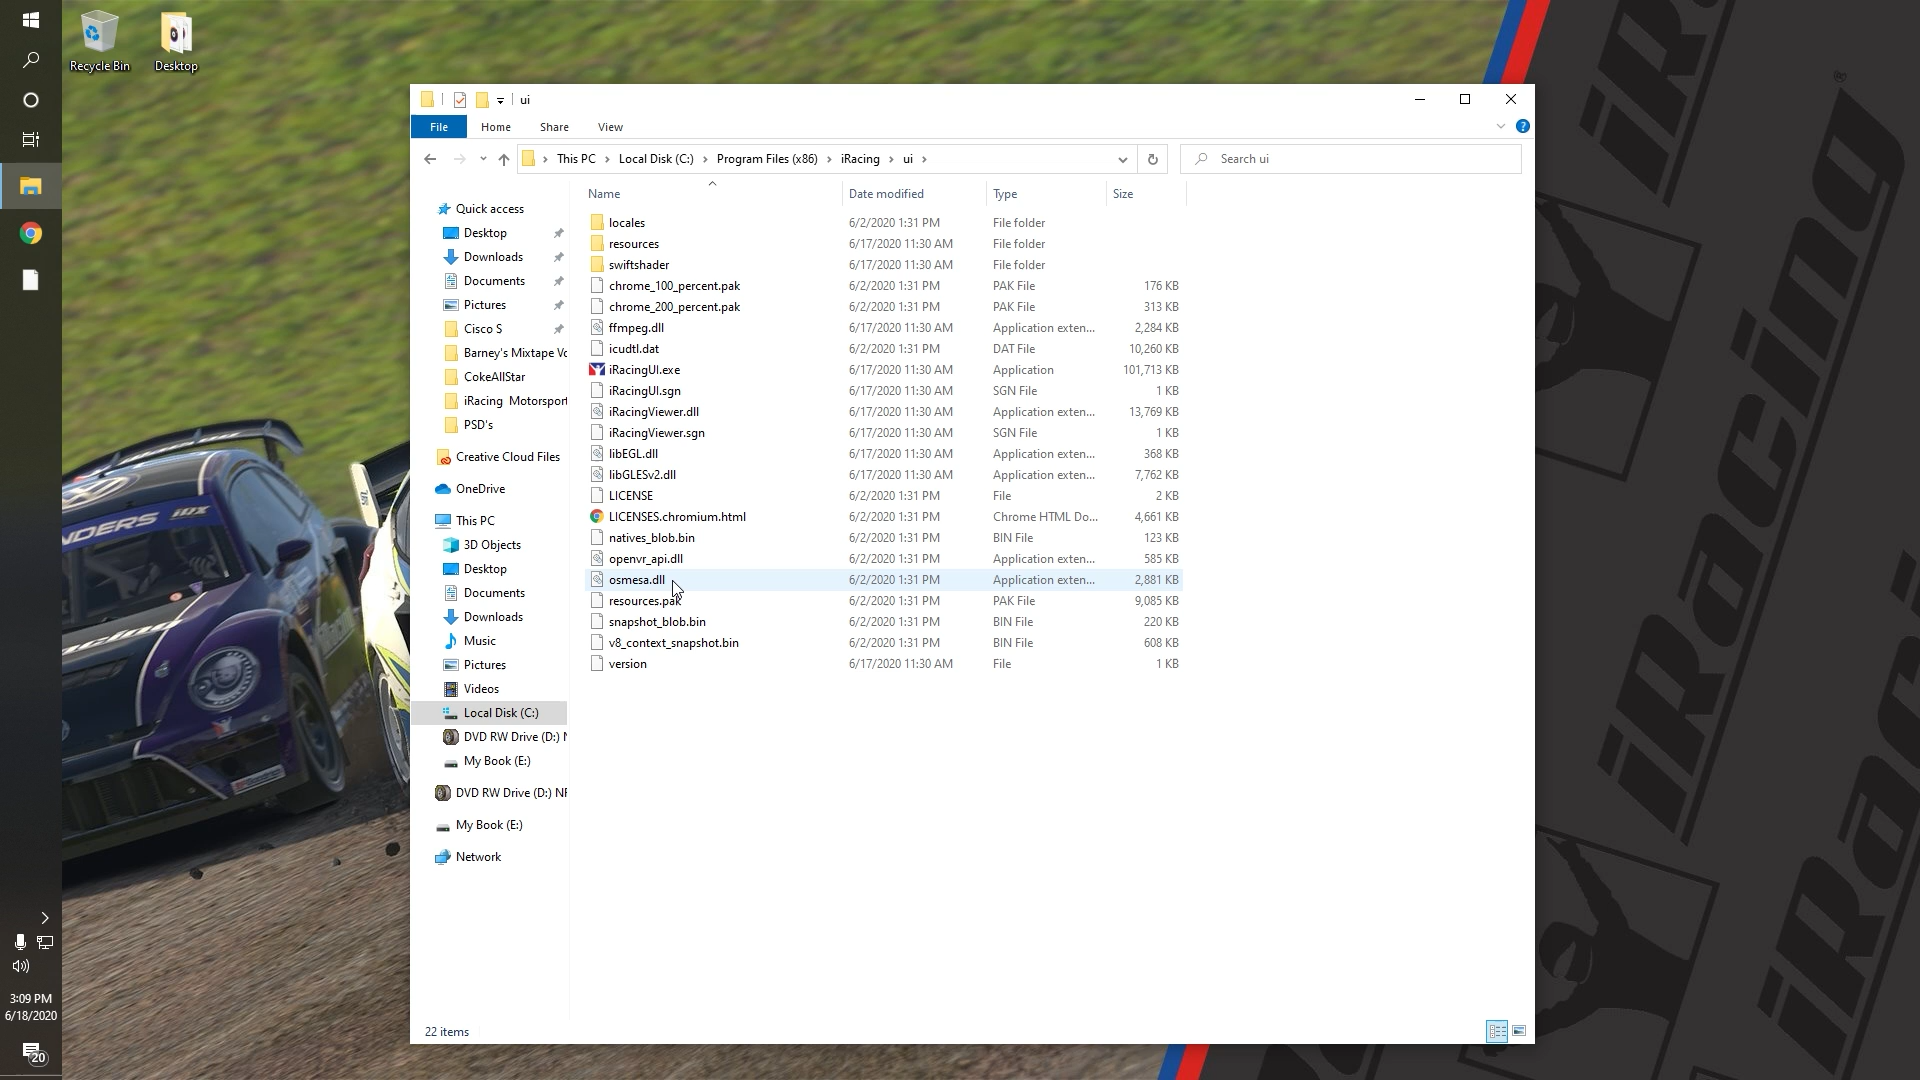 Recycle Bin
Desktop
ui
File Home Share View
This PC Local Disk (C:) Program Files (x86) iRacing ui
Search ui
Name Date modified Type Size
Quick access
Desktop
Downloads
Documents
Pictures
Cisco S
Barney's Mixtape Vo
CokeAllStar
iRacing Motorsport
PSD's
Creative Cloud Files
OneDrive
This PC
3D Objects
Desktop
Documents
Downloads
Music
Pictures
Videos
Local Disk (C:)
DVD RW Drive (D:) N
My Book (E:)
DVD RW Drive (D:) NF
My Book (E:)
Network
locales 6/2/2020 1:31 PM File folder
resources 6/17/2020 11:30 AM File folder
swiftshader 6/17/2020 11:30 AM File folder
chrome_100_percent.pak 6/2/2020 1:31 PM PAK File 176 KB
chrome_200_percent.pak 6/2/2020 1:31 PM PAK File 313 KB
ffmpeg.dll 6/17/2020 11:30 AM Application exten... 2,284 KB
icudtl.dat 6/2/2020 1:31 PM DAT File 10,260 KB
iRacingUI.exe 6/17/2020 11:30 AM Application 101,713 KB
iRacingUI.sgn 6/17/2020 11:30 AM SGN File 1 KB
iRacingViewer.dll 6/17/2020 11:30 AM Application exten... 13,769 KB
iRacingViewer.sgn 6/17/2020 11:30 AM SGN File 1 KB
libEGL.dll 6/17/2020 11:30 AM Application exten... 368 KB
libGLESv2.dll 6/17/2020 11:30 AM Application exten... 7,762 KB
LICENSE 6/2/2020 1:31 PM File 2 KB
LICENSES.chromium.html 6/2/2020 1:31 PM Chrome HTML Do... 4,661 KB
natives_blob.bin 6/2/2020 1:31 PM BIN File 123 KB
openvr_api.dll 6/2/2020 1:31 PM Application exten... 585 KB
osmesa.dll 6/2/2020 1:31 PM Application exten... 2,881 KB
resources.pak 6/2/2020 1:31 PM PAK File 9,085 KB
snapshot_blob.bin 6/2/2020 1:31 PM BIN File 220 KB
v8_context_snapshot.bin 6/2/2020 1:31 PM BIN File 608 KB
version 6/17/2020 11:30 AM File 1 KB
22 items
3:09 PM
6/18/2020
20
iRacing
iRacing